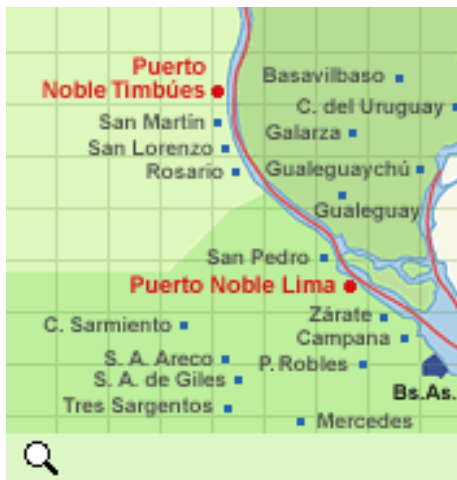 Puerto
Noble Timbúes
Basavilbaso
C. del Uruguay
San Martín
Galarza
San Lorenzo
Rosario
Gualeguaychú
Gualeguay
San Pedro
Puerto Noble Lima
Zárate
C. Sarmiento
Campana
S. A. Areco
P. Robles
S. A. de Giles
Bs.As.
Tres Sargentos
Mercedes